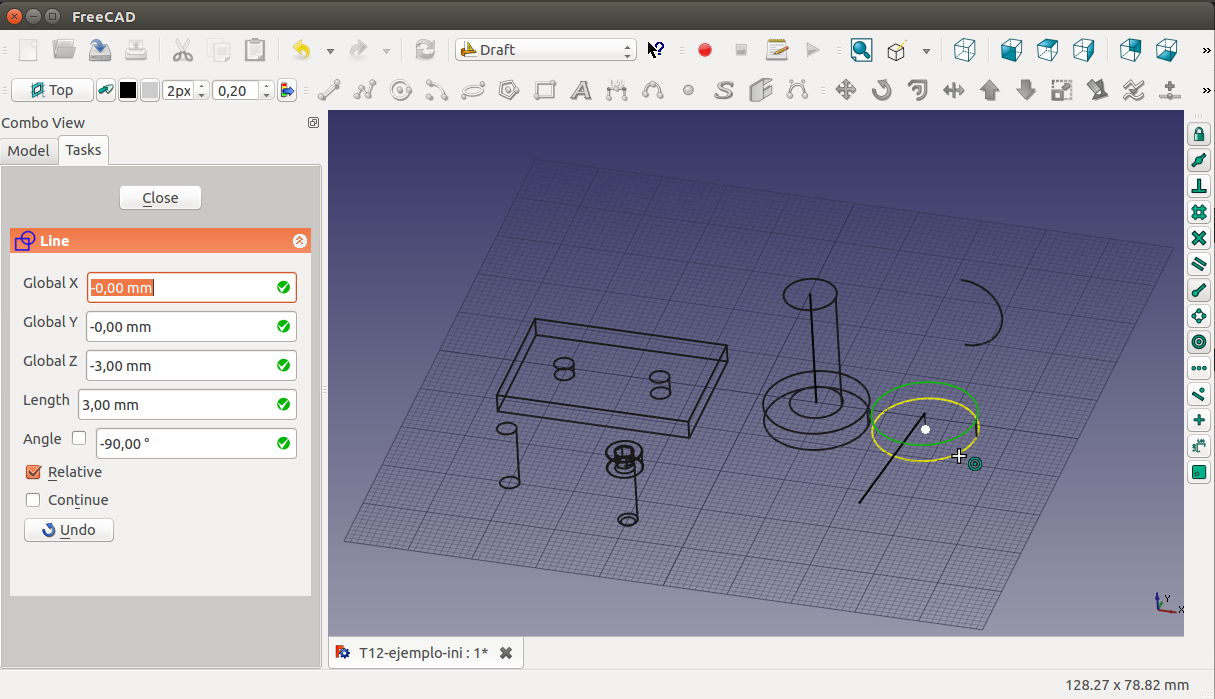 FreeCAD
Draft
Top
2px
0,20
Combo View
Model
Tasks
Close
Line
Global X
-0,00 mm
Global Y
-0,00 mm
Global Z
-3,00 mm
Length
3,00 mm
Angle
-90,00 °
Relative
Continue
Undo
Y
X
T12-ejemplo-ini : 1*
128.27 x 78.82 mm